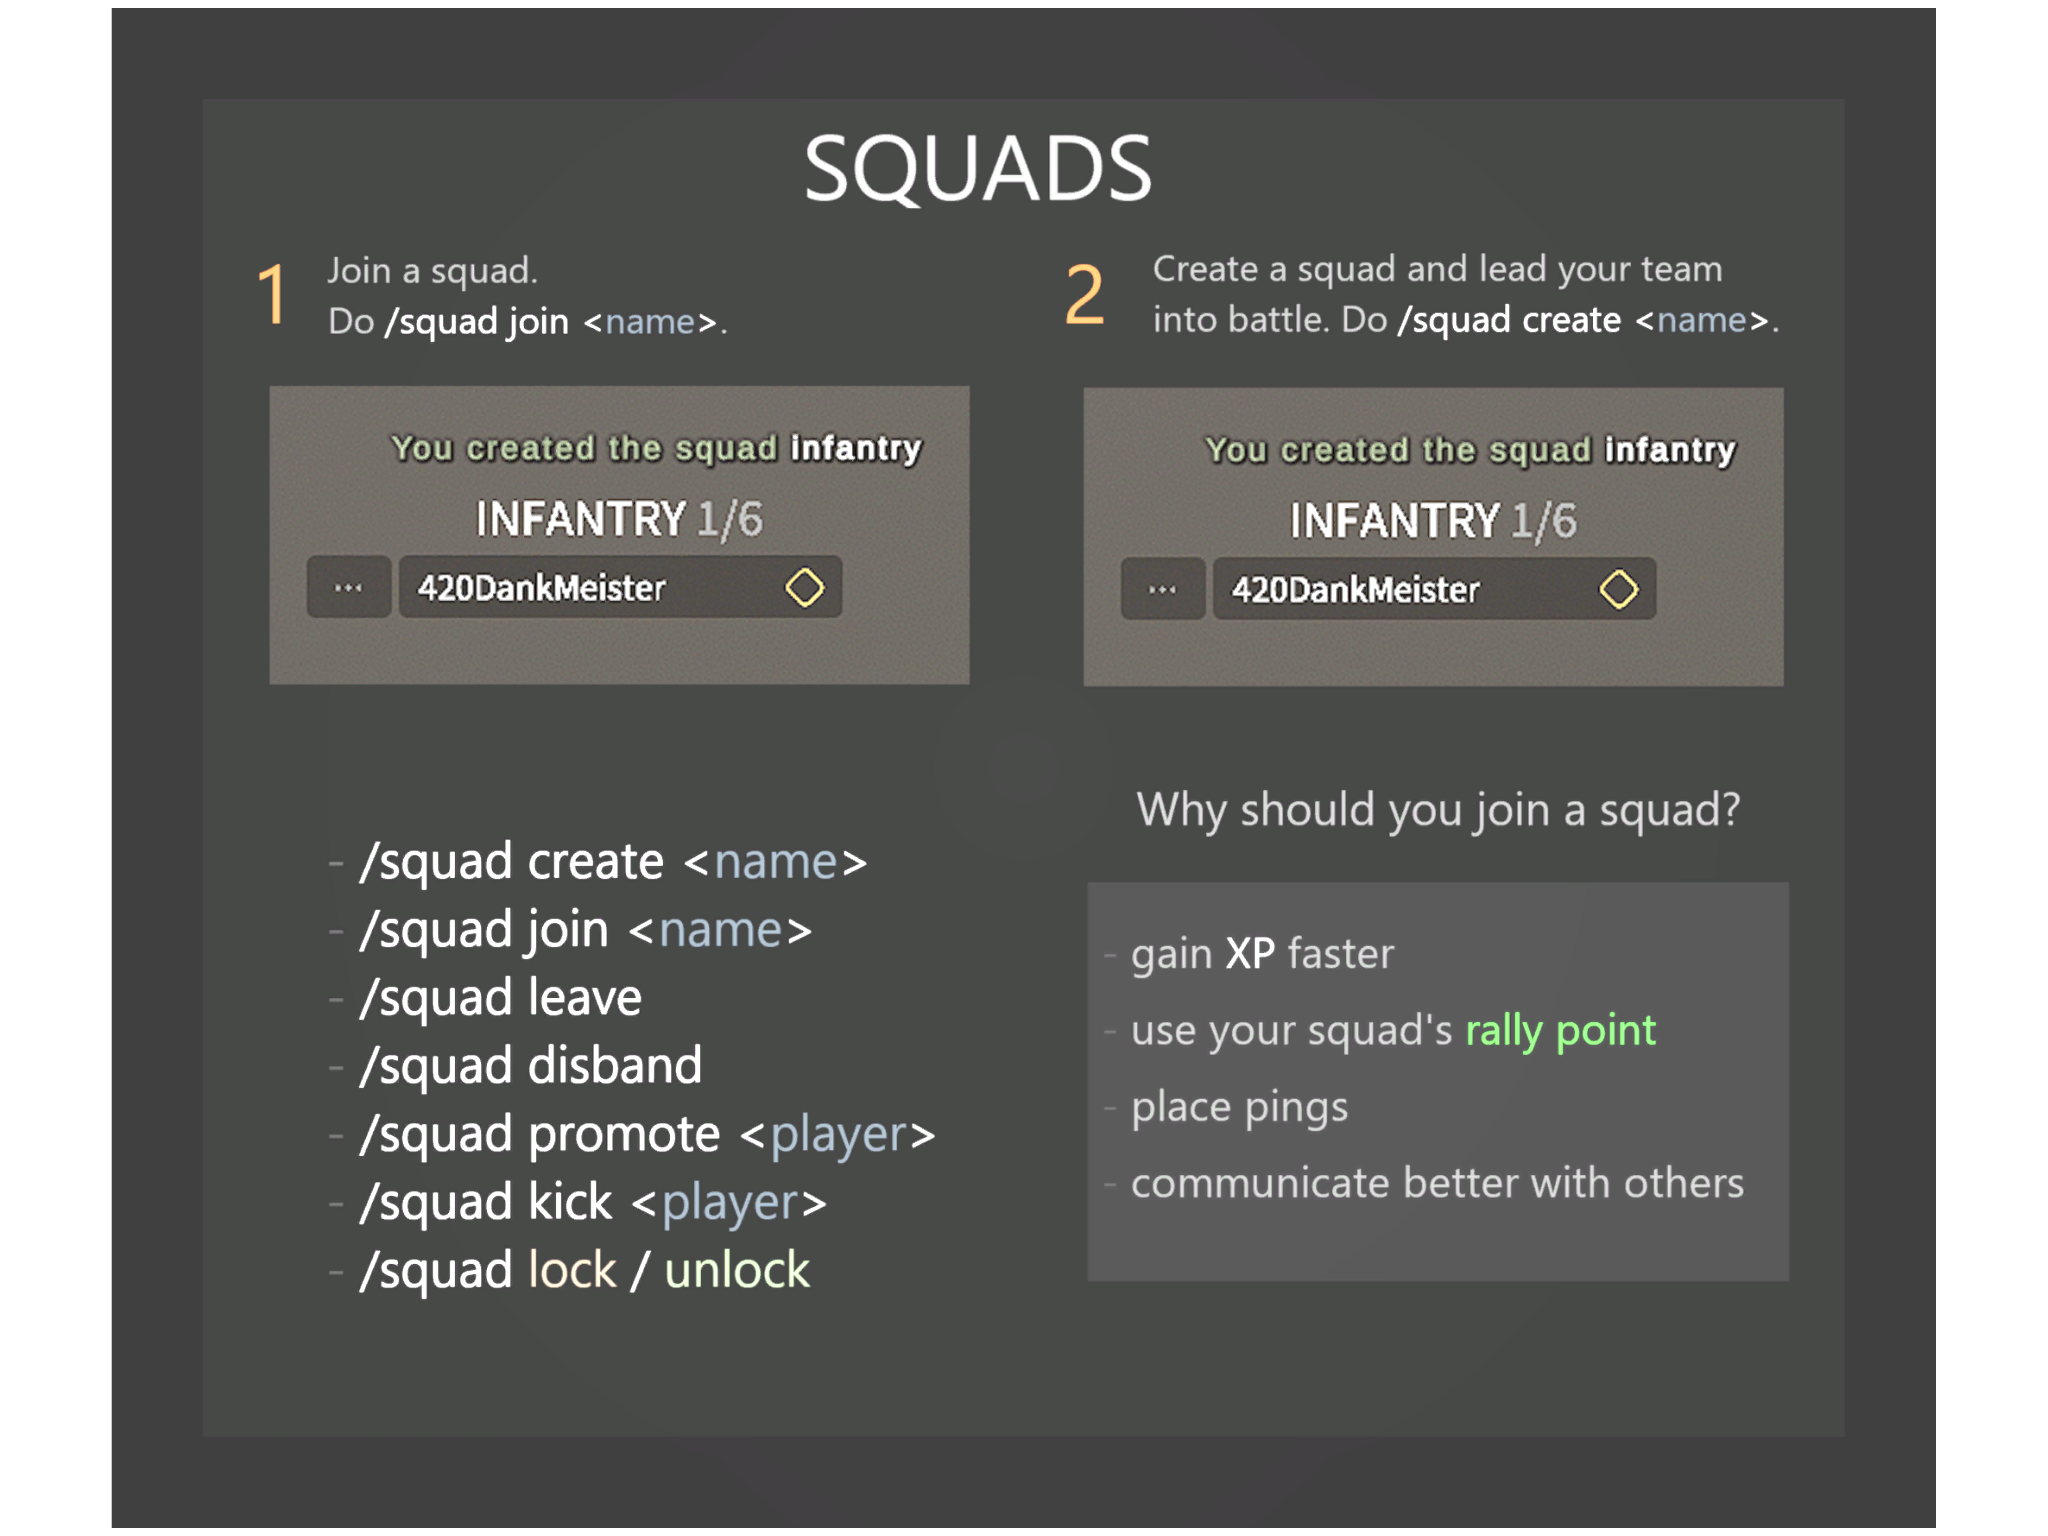 SQUADS
1
Join a squad.
Do /squad join <name>.
You created the squad infantry
INFANTRY 1/6
... 420DankMeister
2
Create a squad and lead your team
into battle. Do /squad create <name>.
You created the squad infantry
INFANTRY 1/6
... 420DankMeister
- /squad create <name>
- /squad join <name>
- /squad leave
- /squad disband
- /squad promote <player>
- /squad kick <player>
- /squad lock / unlock
Why should you join a squad?
- gain XP faster
- use your squad's rally point
- place pings
- communicate better with others